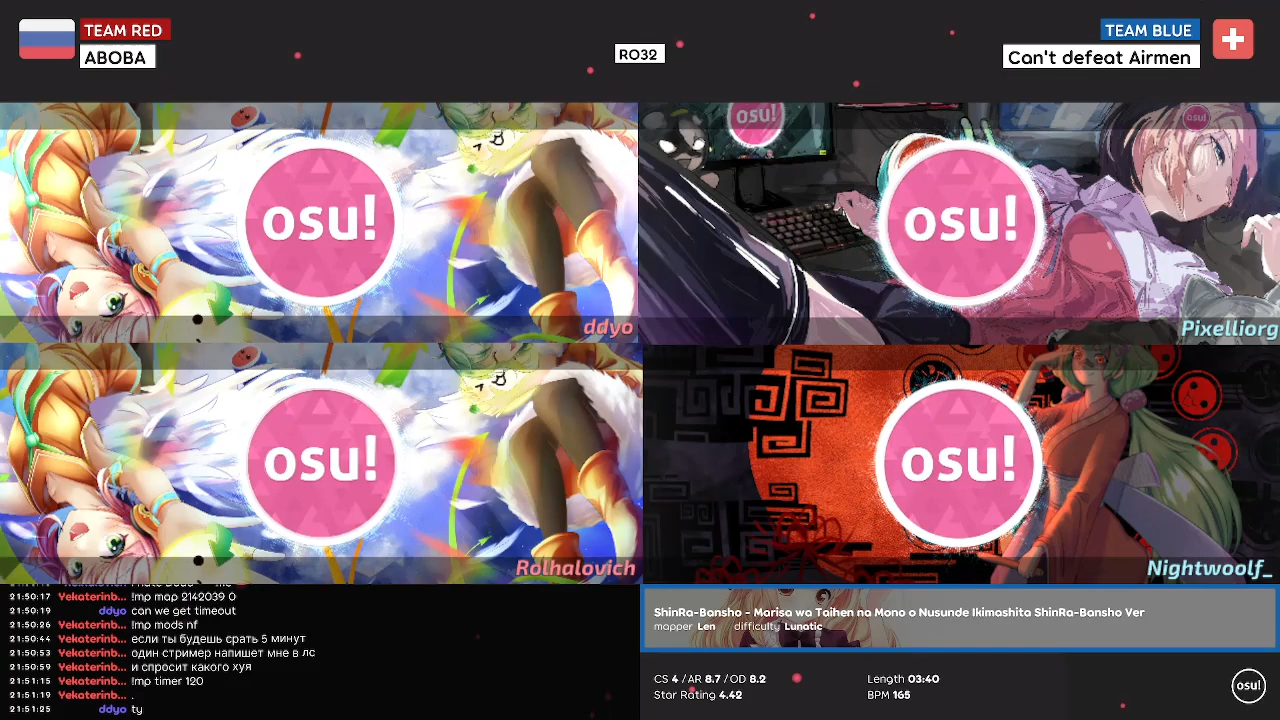 TEAM RED
ABOBA
RO32
TEAM BLUE
Can't defeat Airmen
osu!
osu!
osu!
osu!
ddyo
Pixelliorg
osu!
osu!
Rolhalovich
Nightwoolf_
21:50:17 Yekaterinb... !mp map 2142039 0
21:50:19 ddyo can we get timeout
21:50:26 Yekaterinb... !mp mods nf
21:50:44 Yekaterinb... если ты будешь срать 5 минут
21:50:53 Yekaterinb... один стример напишет мне в лс
21:50:59 Yekaterinb... и спросит какого хуя
21:51:15 Yekaterinb... !mp timer 120
21:51:19 Yekaterinb... .
21:51:25 ddyo ty
ShinRa-Bansho - Marisa wa Taihen na Mono o Nusunde Ikimashita ShinRa-Bansho Ver
mapper Len difficulty Lunatic
CS 4 / AR 8.7 / OD 8.2
Star Rating 4.42
Length 03:40
BPM 165
osu!